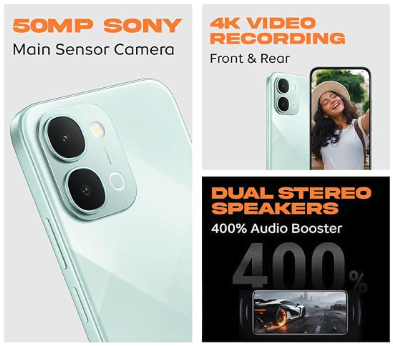 50MP SONY
Main Sensor Camera
4K VIDEO
RECORDING
Front & Rear
DUAL STEREO
SPEAKERS
400% Audio Booster
400%